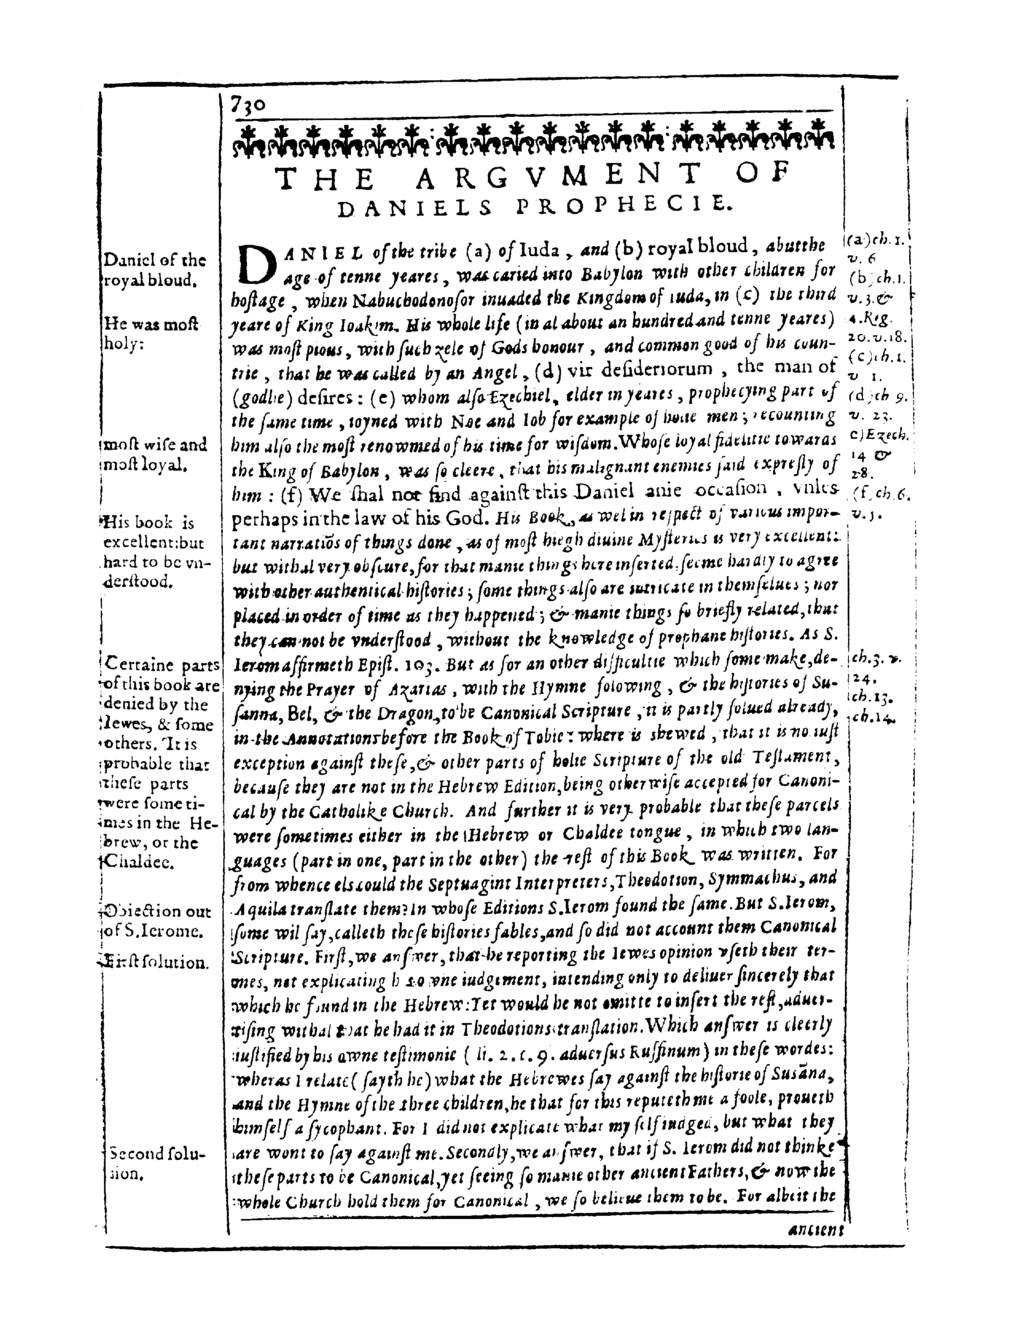 730
THE ARGVMENT OF
DANIELS PROPHECIE.
Daniel of the
royal bloud.
He was moſt
holy:
moſt wiſe and
moſt loyal.
His book is
excellent: but
hard to be vn-
derſtood.
Certaine parts
of this book are
denied by the
Iewes, & ſome
others. It is
probable that
theſe parts
were ſometi-
mes in the He-
brew, or the
Chaldee.
Obiection out
of S. Ierome.
Firſt ſolution.
Second ſolu-
tion.
DANIEL of the tribe (a) of Iuda, and (b) royal bloud, abut the
age of tenne yeares, was caried into Babylon with other children for
hoſtage, when Nabuchodonoſor inuaded the Kingdom of Iuda, in (c) the third
yeare of King Ioakim. His whole life (in al about an hundred and tenne yeares)
was moſt pious, with ſuch zele of Gods honour, and common good of his coun-
trie, that he was called by an Angel, (d) vir deſideriorum, the man of
(godlie) deſires: (e) whom alſo Ezechiel, elder in yeares, prophecying part of
the ſame time, ioyned with Noe and Iob for example of holie men; recounting
him alſo the moſt renowmed of his time for wiſdom. Whoſe loyal fidelitie towards
the King of Babylon, was ſo cleere, that his malignant enemies ſaid expreſly of
him: (f) We ſhal not find againſt this Daniel anie occaſion, vnles
perhaps in the law of his God. His Book, as wel in reſpect of various impor-
tant narratiōs of things done, as of moſt hiegh diuine Myſteries is very excellent:
but withal very obſcure, for that manie things here inſerted ſeeme hardly to agree
with other authentical hiſtories; ſome things alſo are intricate in themſelues; nor
placed in order of time as they happened; & manie things ſo briefly related, that
they can not be vnderſtood, without the knowledge of prophane hiſtories. As S.
Ierom affirmeth Epiſt. 103. But as for an other difficultie which ſome make, de-
nying the Prayer of Azarias, with the Hymne folowing, & the hiſtories of Su-
ſanna, Bel, & the Dragon, to be Canonical Scripture, it is partly ſolued already,
in the Annotations before the Book of Tobie: where is shewed, that it is no iuſt
exception againſt theſe, & other parts of holie Scripture of the old Teſtament,
becauſe they are not in the Hebrew Edition, being otherwiſe accepted for Canoni-
cal by the Catholike Church. And further it is very probable that theſe parcels
were ſometimes either in the Hebrew or Chaldee tongue, in which two lan-
guages (part in one, part in the other) the reſt of this Book was written. For
from whence els could the Septuagint Interpreters, Theodotion, Symmachus, and
Aquila tranſlate them? In whoſe Editions S. Ierom found the ſame. But S. Ierom,
ſome wil ſay, calleth theſe hiſtories fables, and ſo did not account them Canonical
Scripture. Firſt, we anſwer, that he reporting the Iewes opinion vſeth their ter-
mes, not explicating his owne iudgement, intending only to deliuer ſincerely that
which he found in the Hebrew: Yet would he not omitte to inſert the reſt, aduer-
tiſing withal that he had it in Theodotions tranſlation. Which anſwer is cleerly
iuſtified by his owne teſtimonie (li. 2. c. 9. aduerſus Ruffinum) in theſe wordes:
wheras I relate (ſayth he) what the Hebrewes ſay againſt the hiſtorie of Susāna,
and the Hymne of the three children, he that for this reputeth me a foole, proueth
himſelf a ſycophant. For I did not explicate what my ſelf iudged, but what they
are wont to ſay againſt me. Secondly, we anſwer, that if S. Ierom did not thinke
theſe parts to be Canonical, yet ſeeing ſo manie other ancient Fathers, & now the
whole Church hold them for Canonical, we ſo belieue them to be. For albeit the
ancient
(a) ch. 1.
v. 6
(b) ch. 1.
v. 3. &
4. Reg.
20. v. 18.
(c) ch. 1.
v 1.
(d) ch 9.
v. 23.
e) Ezech.
14 &
28.
(f. ch. 6.
v. 5.
ch. 3. v.
24.
ch. 13.
ch. 14.